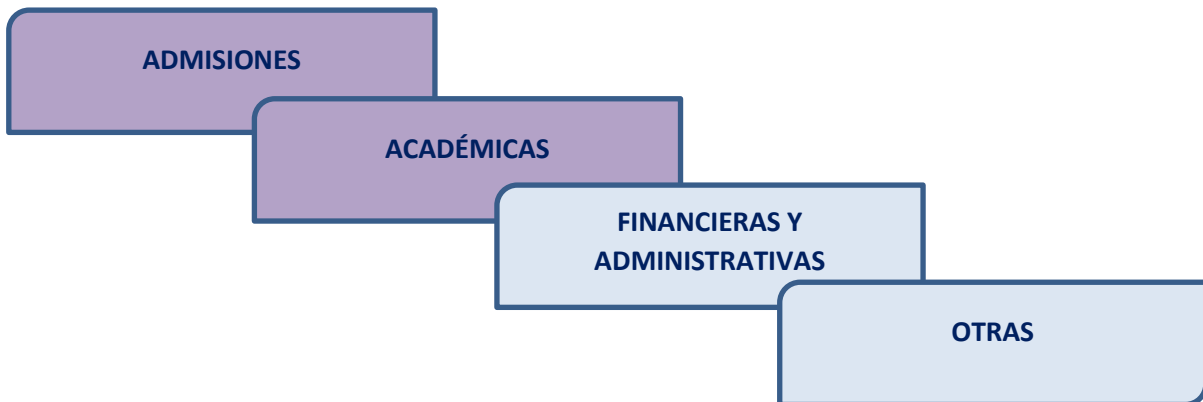 ADMISIONES
ACADÉMICAS
FINANCIERAS Y
ADMINISTRATIVAS
OTRAS